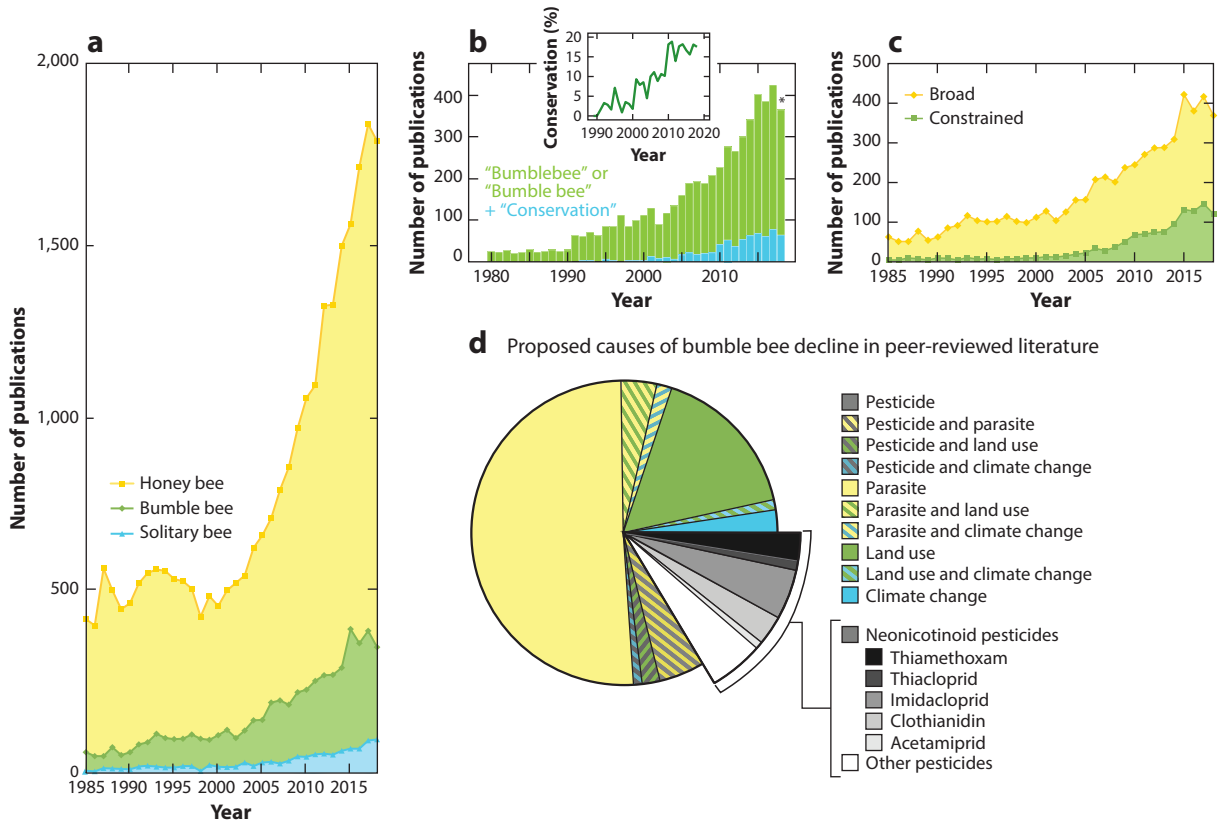 a
2,000
1,500
1,000
500
0
Number of publications
Honey bee
Bumble bee
Solitary bee
1985 1990 1995 2000 2005 2010 2015
Year
b
Number of publications
400
300
200
100
0
"Bumblebee" or
"Bumble bee"
+ "Conservation"
*
1980 1990 2000 2010
Year
Conservation (%)
20
15
10
5
0
1990 2000 2010 2020
Year
c
Number of publications
500
400
300
200
100
0
Broad
Constrained
1985 1990 1995 2000 2005 2010 2015
Year
d Proposed causes of bumble bee decline in peer-reviewed literature
Pesticide
Pesticide and parasite
Pesticide and land use
Pesticide and climate change
Parasite
Parasite and land use
Parasite and climate change
Land use
Land use and climate change
Climate change
Neonicotinoid pesticides
Thiamethoxam
Thiacloprid
Imidacloprid
Clothianidin
Acetamiprid
Other pesticides